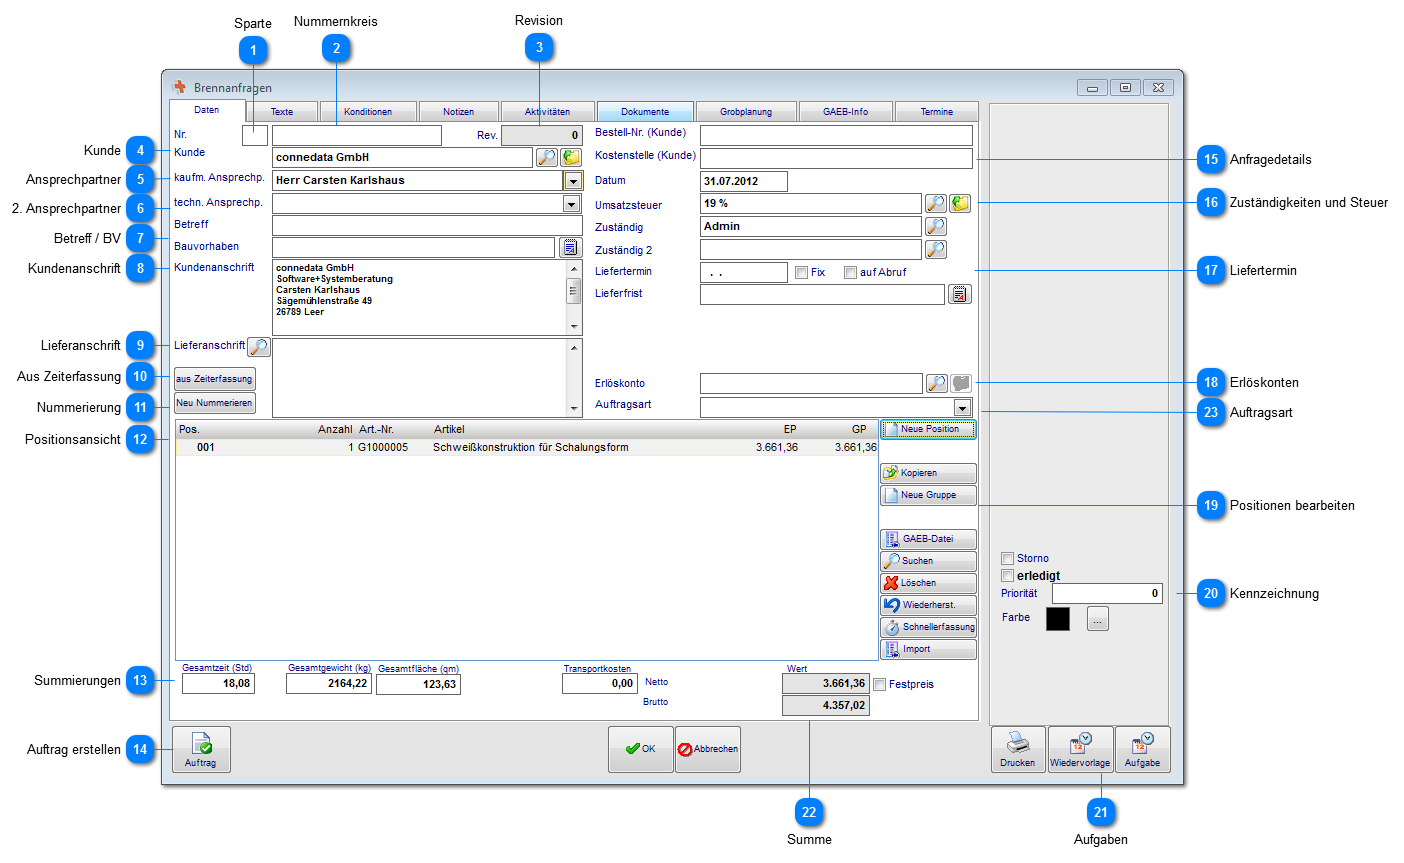 Sparte
Nummernkreis
Revision
1
2
3
Brennanfragen
Daten
Texte
Konditionen
Notizen
Aktivitäten
Dokumente
Grobplanung
GAEB-Info
Termine
Nr.
Rev.
0
Bestell-Nr. (Kunde)
Kunde
4
Kunde
connedata GmbH
Kostenstelle (Kunde)
15
Anfragedetails
Ansprechpartner
5
kaufm. Ansprechp.
Herr Carsten Karlshaus
Datum
31.07.2012
2. Ansprechpartner
6
techn. Ansprechp.
Umsatzsteuer
19 %
16
Zuständigkeiten und Steuer
Betreff
Zuständig
Admin
Betreff / BV
7
Bauvorhaben
Zuständig 2
Kundenanschrift
8
Kundenanschrift
connedata GmbH
Software+Systemberatung
Carsten Karlshaus
Sägemühlenstraße 49
26789 Leer
Liefertermin
. .
Fix
auf Abruf
17
Liefertermin
Lieferfrist
Lieferanschrift
9
Lieferanschrift
Aus Zeiterfassung
10
aus Zeiterfassung
Erlöskonto
18
Erlöskonten
Nummerierung
11
Neu Nummerieren
Auftragsart
23
Auftragsart
Positionsansicht
12
Pos.
Anzahl
Art.-Nr.
Artikel
EP
GP
Neue Position
001
1
G1000005
Schweißkonstruktion für Schalungsform
3.661,36
3.661,36
Kopieren
Neue Gruppe
19
Positionen bearbeiten
GAEB-Datei
Suchen
Löschen
Wiederherst.
Schnellerfassung
Import
Storno
erledigt
Priorität
0
20
Kennzeichnung
Farbe
...
Summierungen
13
Gesamtzeit (Std)
Gesamtgewicht (kg)
Gesamtfläche (qm)
Transportkosten
Wert
18,08
2164,22
123,63
0,00
Netto
3.661,36
Festpreis
Brutto
4.357,02
Auftrag erstellen
14
Auftrag
OK
Abbrechen
Drucken
12
Wiedervorlage
12
Aufgabe
22
21
Summe
Aufgaben